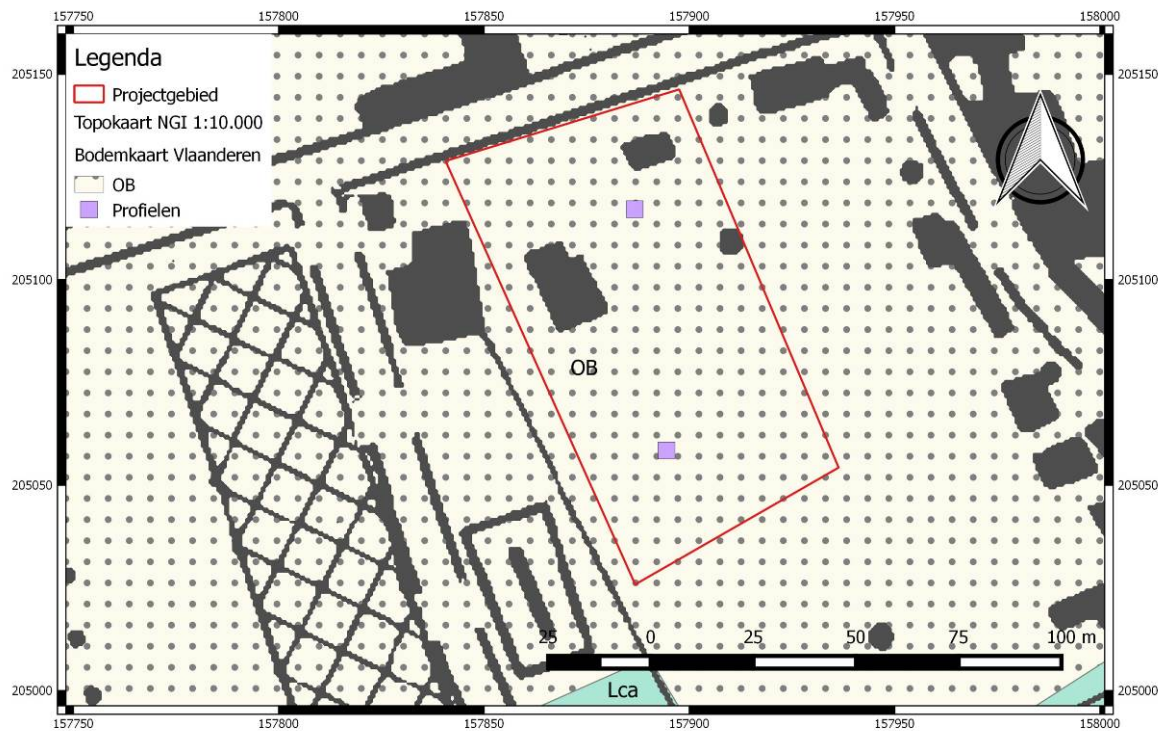 157750 157800 157850 157900 157950 158000
205150 205150
Legenda
Projectgebied
Topokaart NGI 1:10.000
Bodemkaart Vlaanderen
OB
Profielen
205100 205100
OB
205050 205050
25 0 25 50 75 100 m
205000 205000
Lca
157750 157800 157850 157900 157950 158000